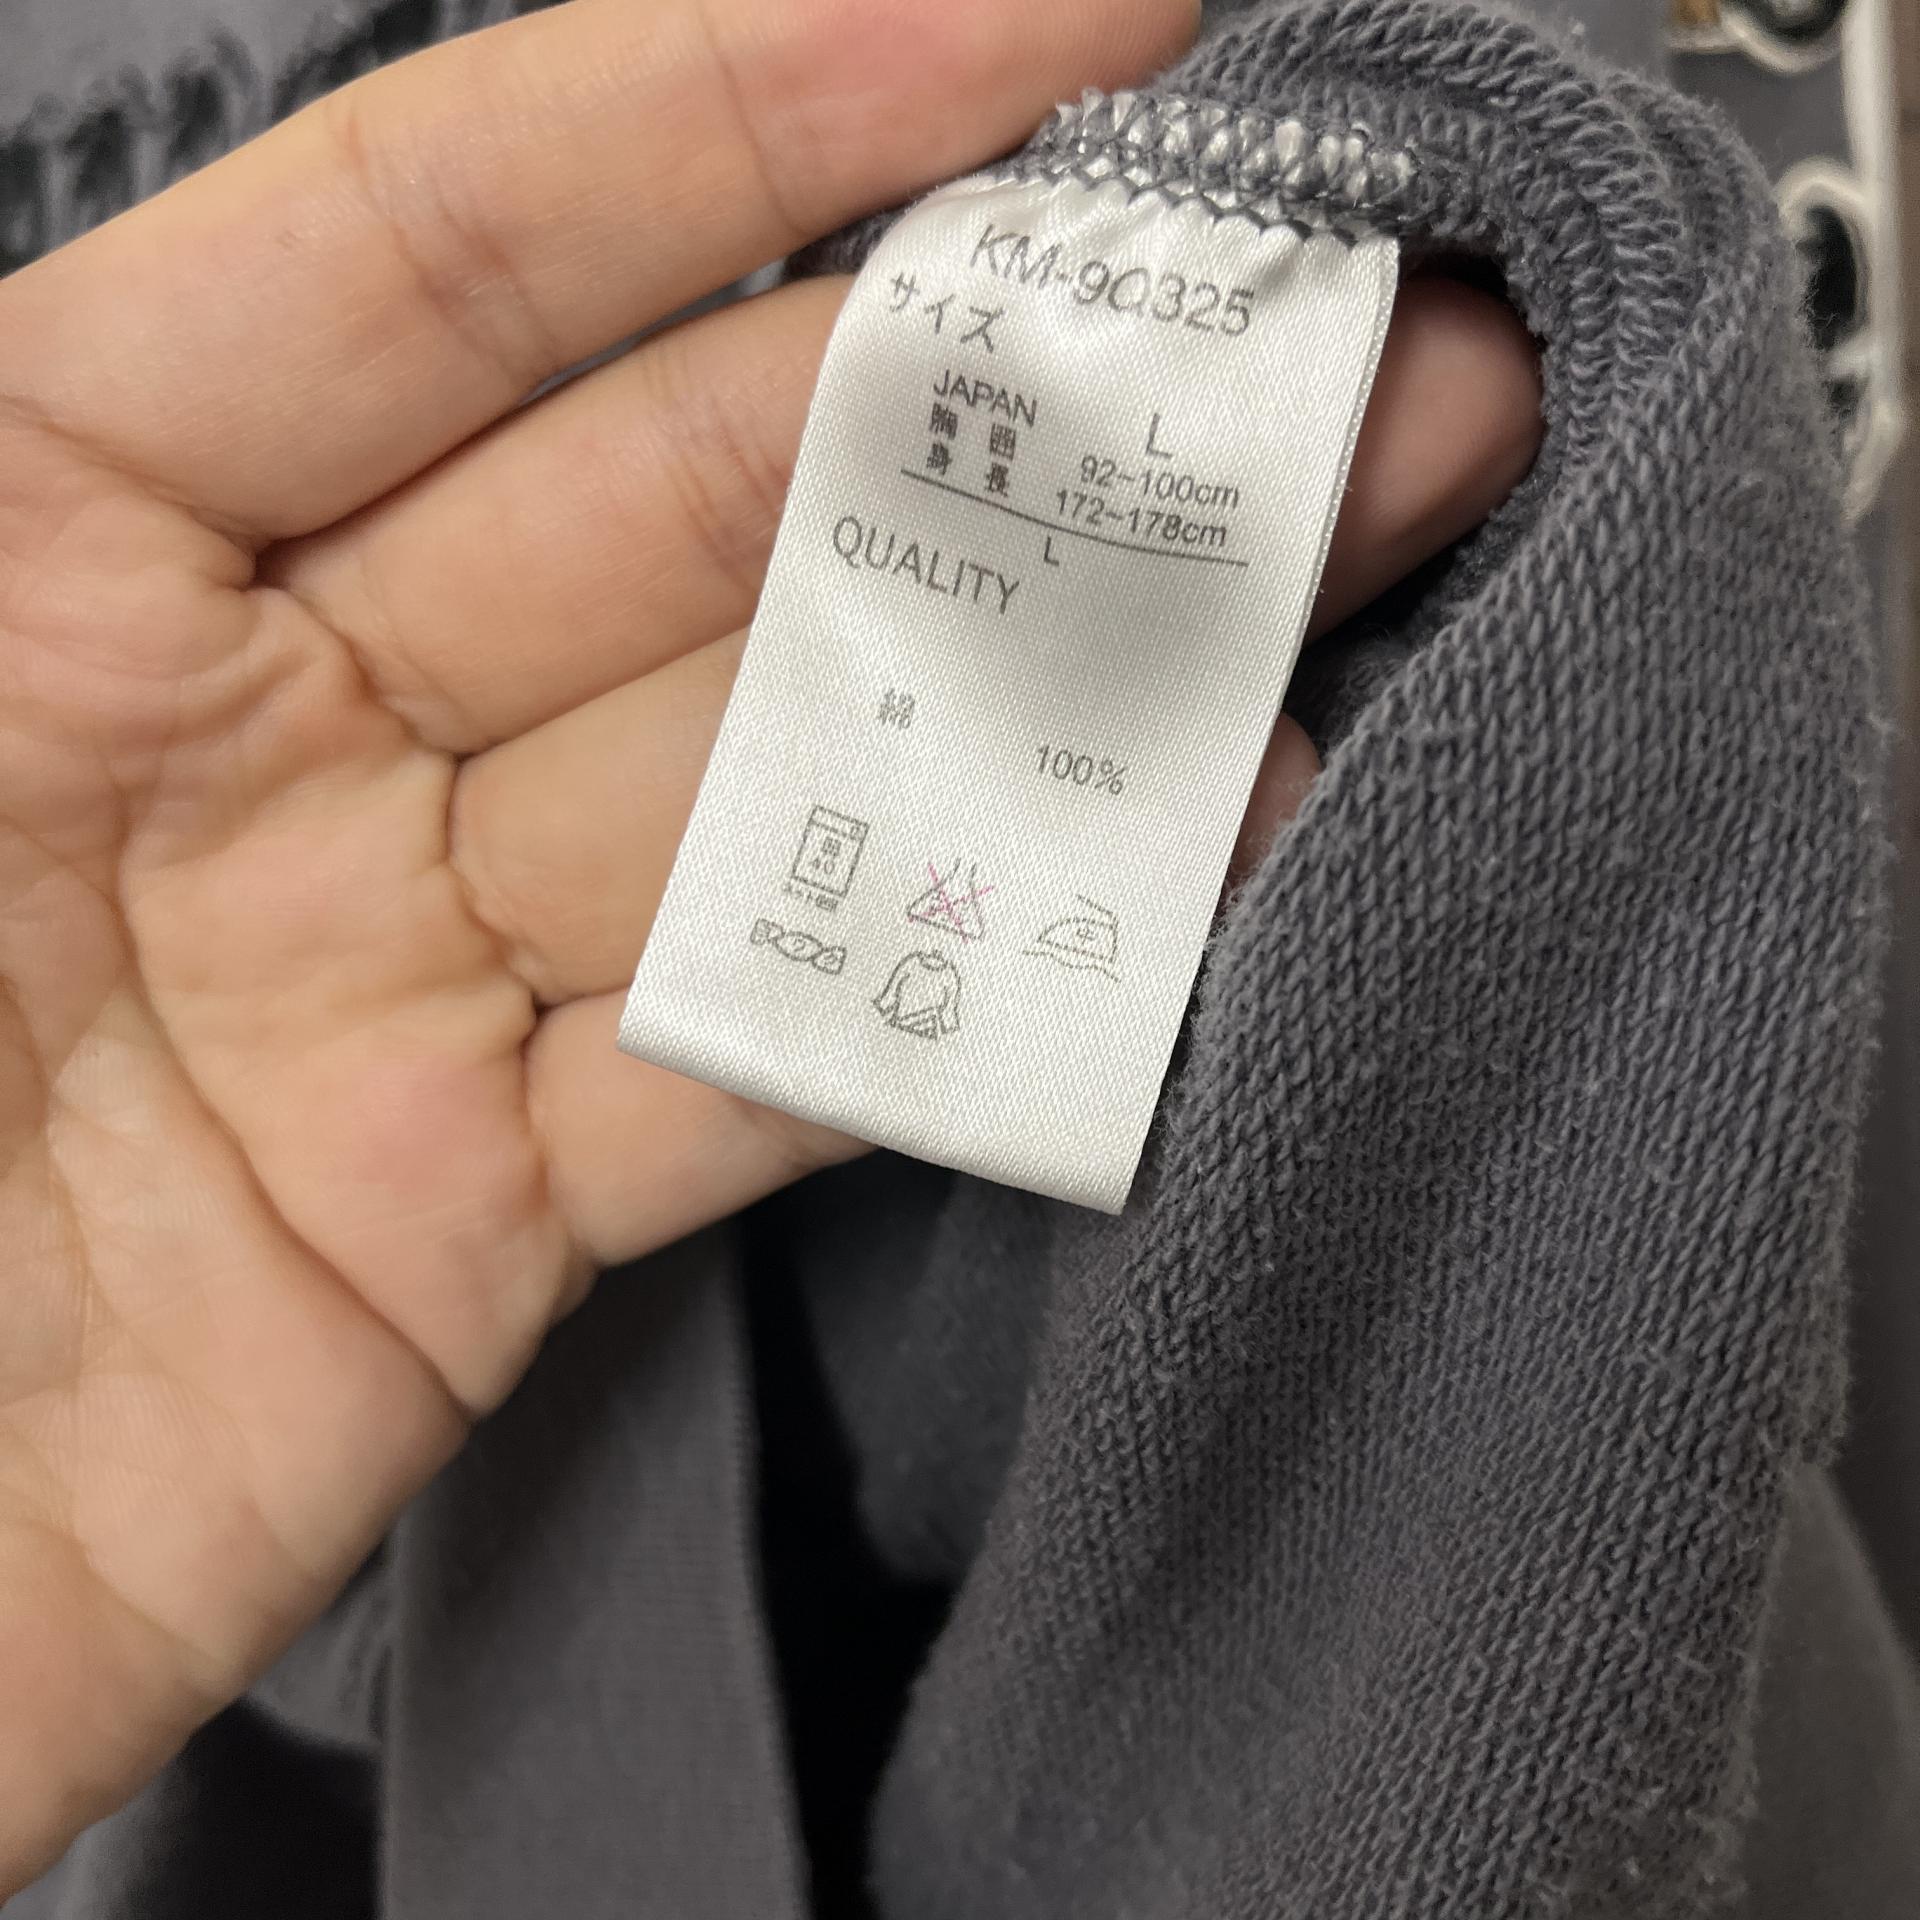 KM-9Q325
サイズ
JAPAN L
胸囲 92~100cm
身長 172~178cm
L
QUALITY
綿 100%